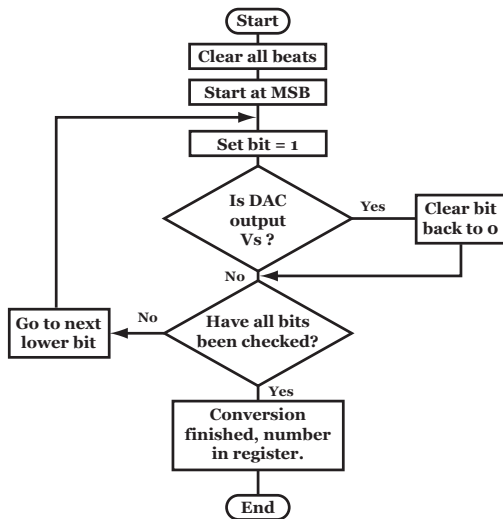 Start
Clear all beats
Start at MSB
Set bit = 1
Is DAC
output
Vs ?
Yes
Clear bit
back to 0
No
Have all bits
been checked?
No
Go to next
lower bit
Yes
Conversion
finished, number
in register.
End